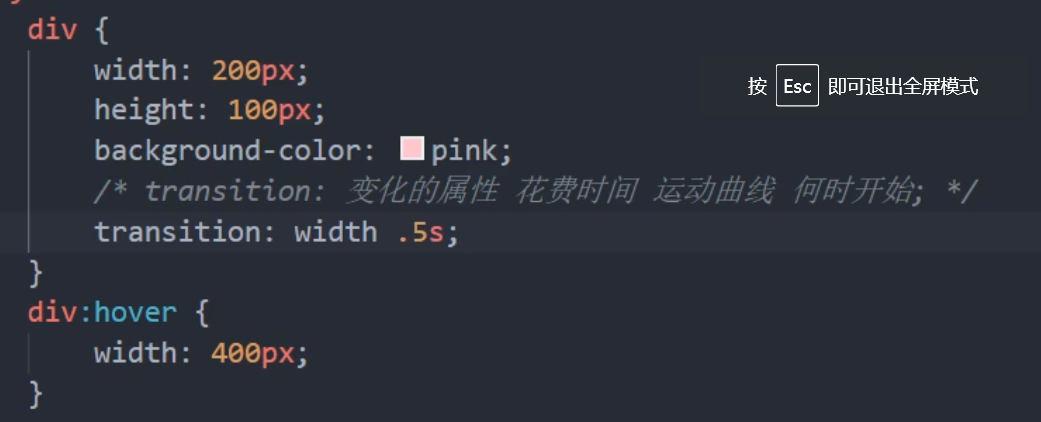 div {
width: 200px;
height: 100px;
按 Esc 即可退出全屏模式
background-color: pink;
/* transition: 变化的属性 花费时间 运动曲线 何时开始; */
transition: width .5s;
}
div:hover {
width: 400px;
}